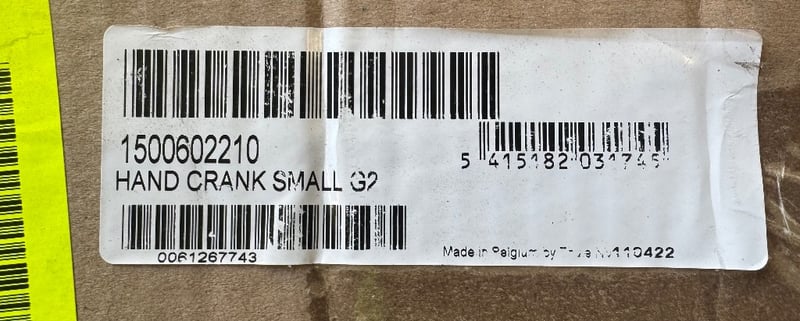 1500602210
5 415182 031745
HAND CRANK SMALL G2
0061267743
Made in Belgium by 110422